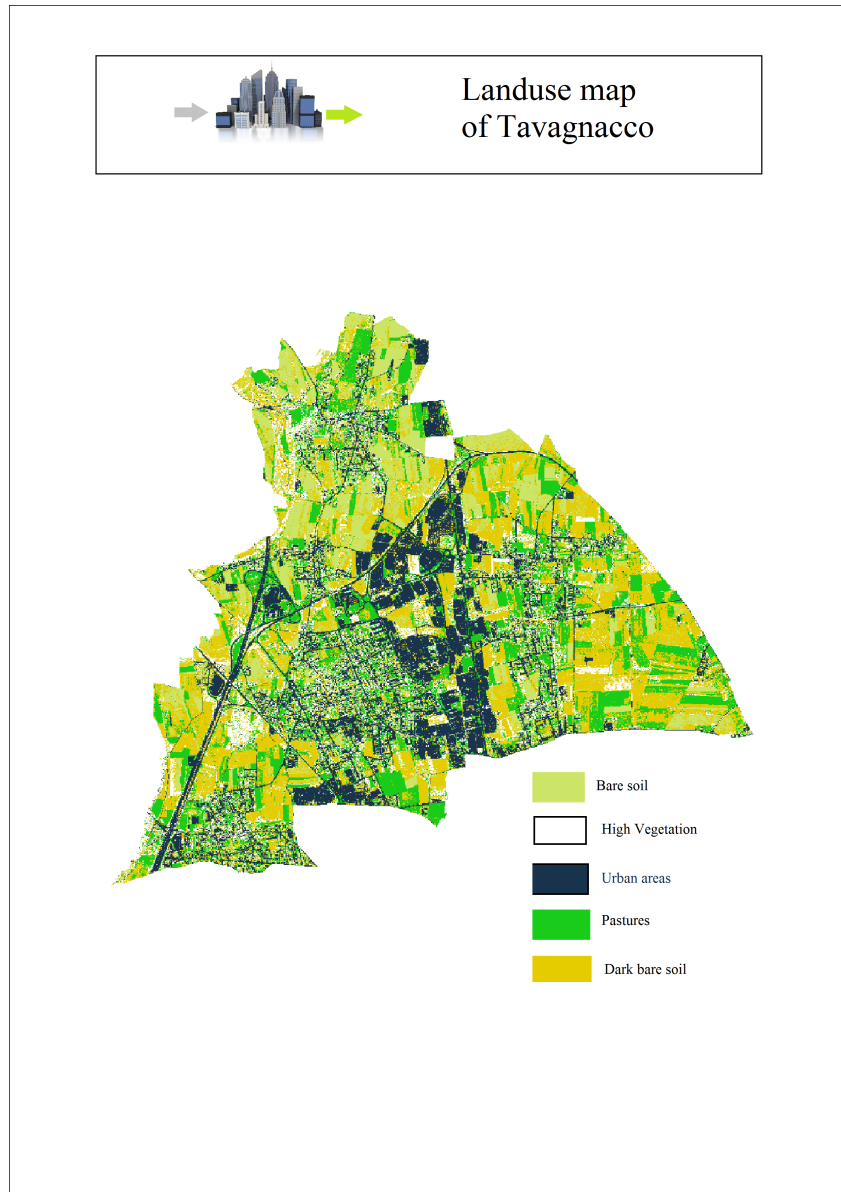 Landuse map
of Tavagnacco
Bare soil
High Vegetation
Urban areas
Pastures
Dark bare soil